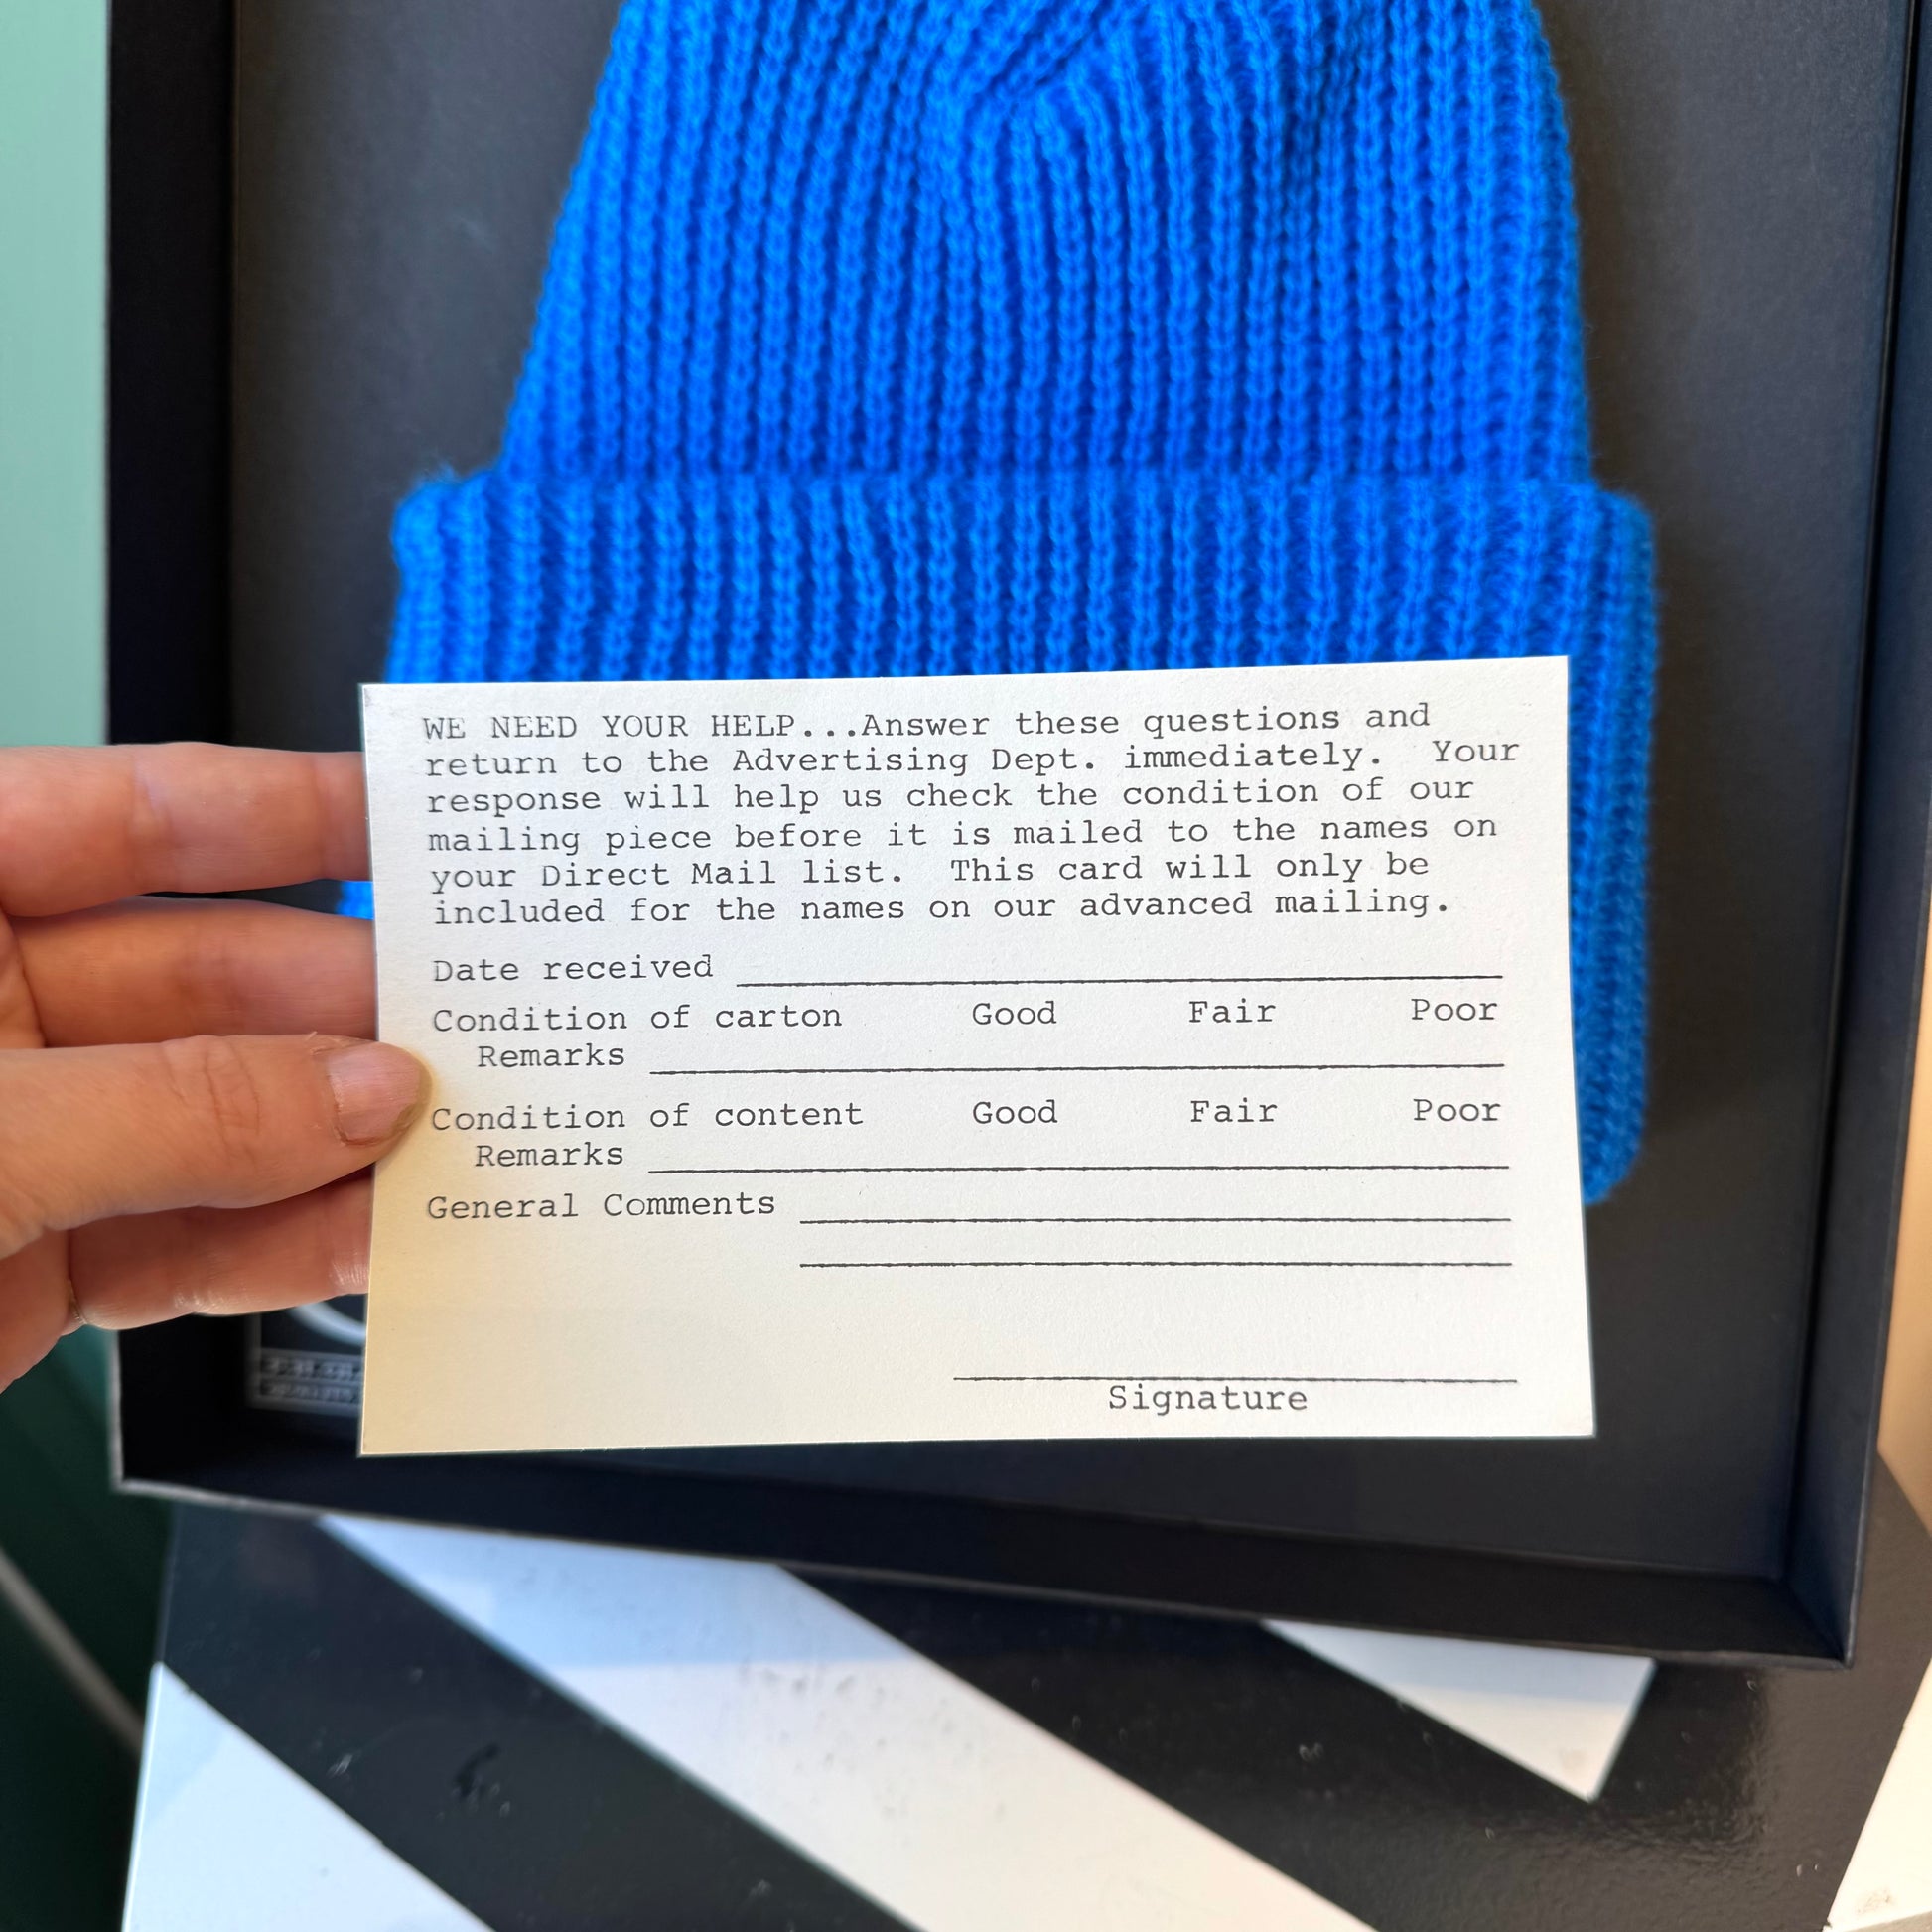 WE NEED YOUR HELP...Answer these questions and
return to the Advertising Dept. immediately. Your
response will help us check the condition of our
mailing piece before it is mailed to the names on
your Direct Mail list. This card will only be
included for the names on our advanced mailing.
Date received
Condition of carton Good Fair Poor
Remarks
Condition of content Good Fair Poor
Remarks
General Comments
Signature